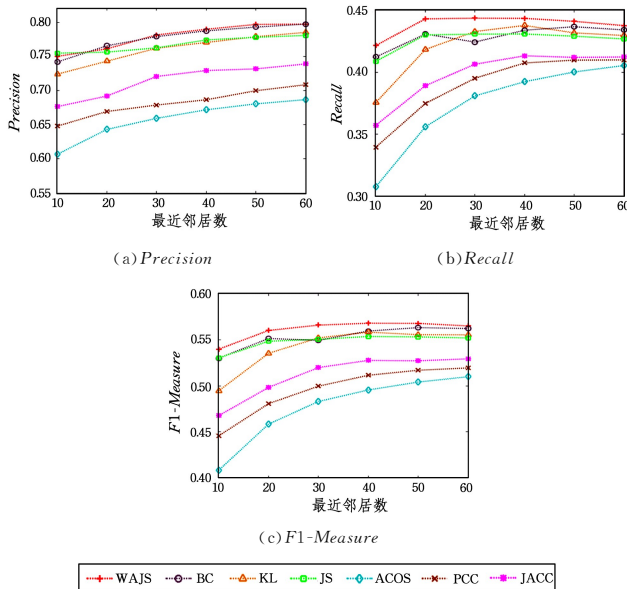 0.80
0.75
0.70
0.65
0.60
0.55
Precision
10 20 30 40 50 60
最近邻居数
(a) Precision
0.45
0.40
0.35
0.30
Recall
10 20 30 40 50 60
最近邻居数
(b) Recall
0.60
0.55
0.50
0.45
0.40
F1-Measure
10 20 30 40 50 60
最近邻居数
(c) F1-Measure
WAJS BC KL JS ACOS PCC JACC